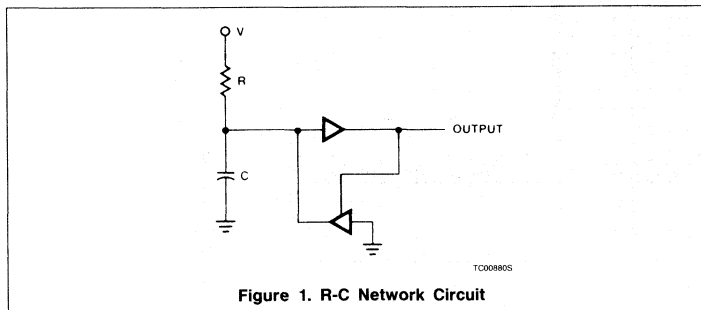 V
R
OUTPUT
C
TC00880S
Figure 1. R-C Network Circuit